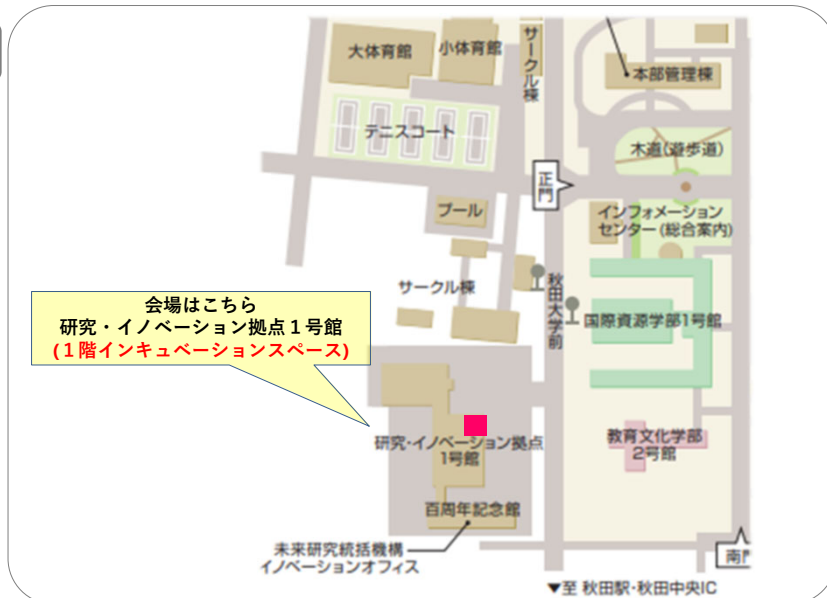 大体育館
小体育館
サークル棟
本部管理棟
テニスコート
木道(遊歩道)
正門
プール
インフォメーション
センター(総合案内)
サークル棟
秋田大学前
国際資源学部1号館
会場はこちら
研究・イノベーション拠点１号館
(１階インキュベーションスペース)
研究・イノベーション拠点
1号館
教育文化学部
2号館
百周年記念館
未来研究統括機構
イノベーションオフィス
南門
▼至 秋田駅・秋田中央IC